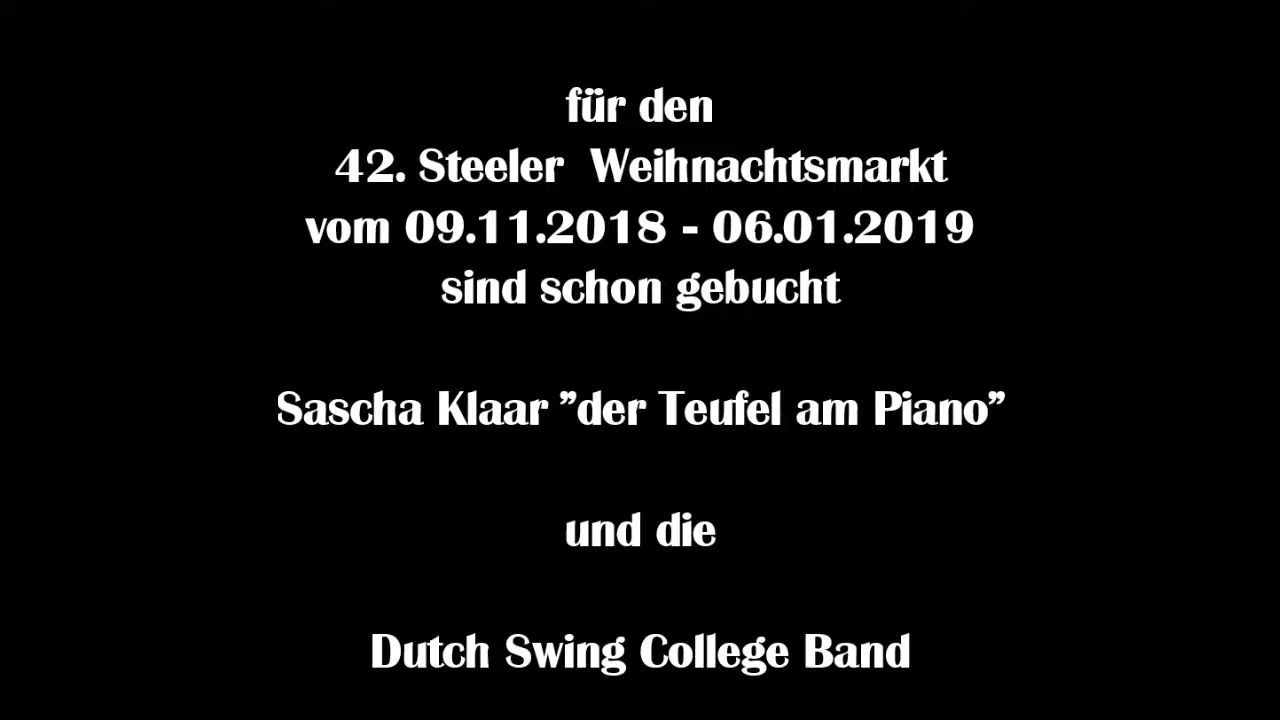 für den
42. Steeler  Weihnachtsmarkt
vom 09.11.2018 - 06.01.2019
sind schon gebucht
Sascha Klaar ”der Teufel am Piano”
und die
Dutch Swing College Band